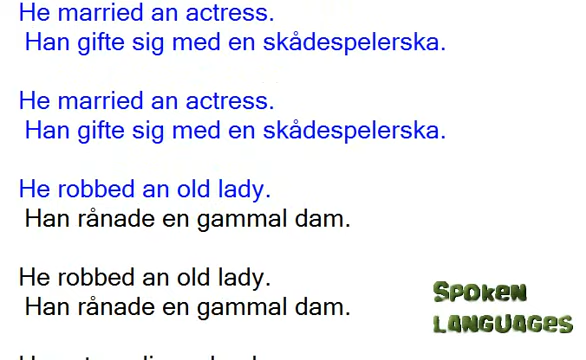 He married an actress.
Han gifte sig med en skådespelerska.
He married an actress.
Han gifte sig med en skådespelerska.
He robbed an old lady.
Han rånade en gammal dam.
He robbed an old lady.
Han rånade en gammal dam.
Spoken
Languages